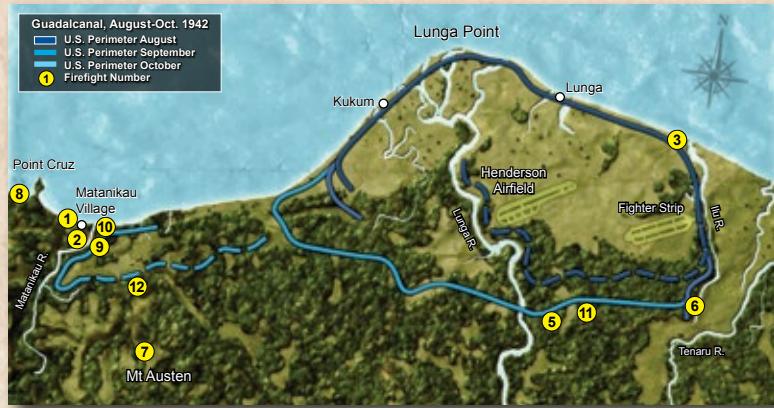 Guadalcanal, August-Oct. 1942
U.S. Perimeter August
U.S. Perimeter September
U.S. Perimeter October
1 Firefight Number
N
Lunga Point
Kukum
Lunga
3
Point Cruz
8
Matanikau
Village
1
10
2
9
Henderson
Airfield
Fighter Strip
Ilu R.
Lunga R.
Matanikau R.
12
5
11
6
7
Mt Austen
Tenaru R.